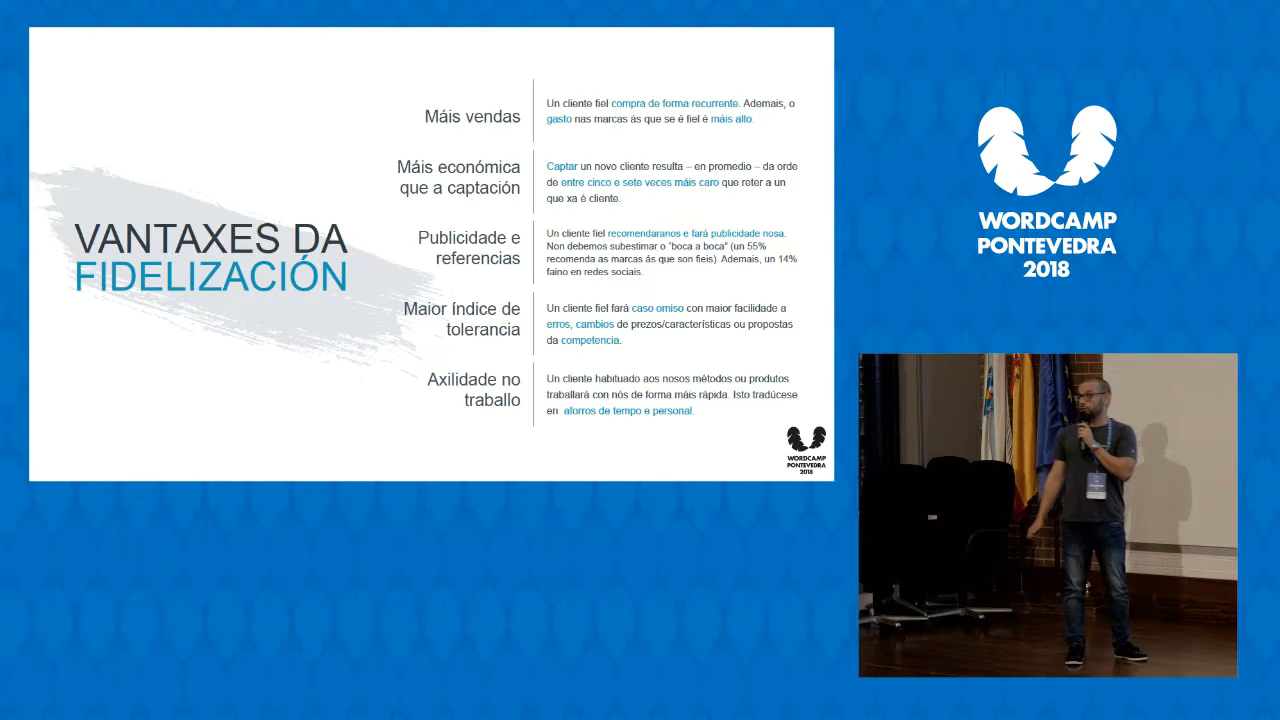 VANTAXES DA
FIDELIZACIÓN
Máis vendas
Un cliente fiel compra de forma recurrente. Ademais, o
gasto nas marcas ás que se é fiel é máis alto.
Máis económica
que a captación
Captar un novo cliente resulta – en promedio – da orde
de entre cinco e sete veces máis caro que reter a un
que xa é cliente.
Publicidade e
referencias
Un cliente fiel recomendaranos e fará publicidade nosa.
Non debemos subestimar o "boca a boca" (un 55%
recomenda as marcas ás que son fieis). Ademais, un 14%
faino en redes sociais.
Maior índice de
tolerancia
Un cliente fiel fará caso omiso con maior facilidade a
erros, cambios de prezos/características ou propostas
da competencia.
Axilidade no
traballo
Un cliente habituado aos nosos métodos ou produtos
traballará con nós de forma máis rápida. Isto tradúcese
en aforros de tempo e personal.
WORDCAMP
PONTEVEDRA
2018
WORDCAMP
PONTEVEDRA
2018